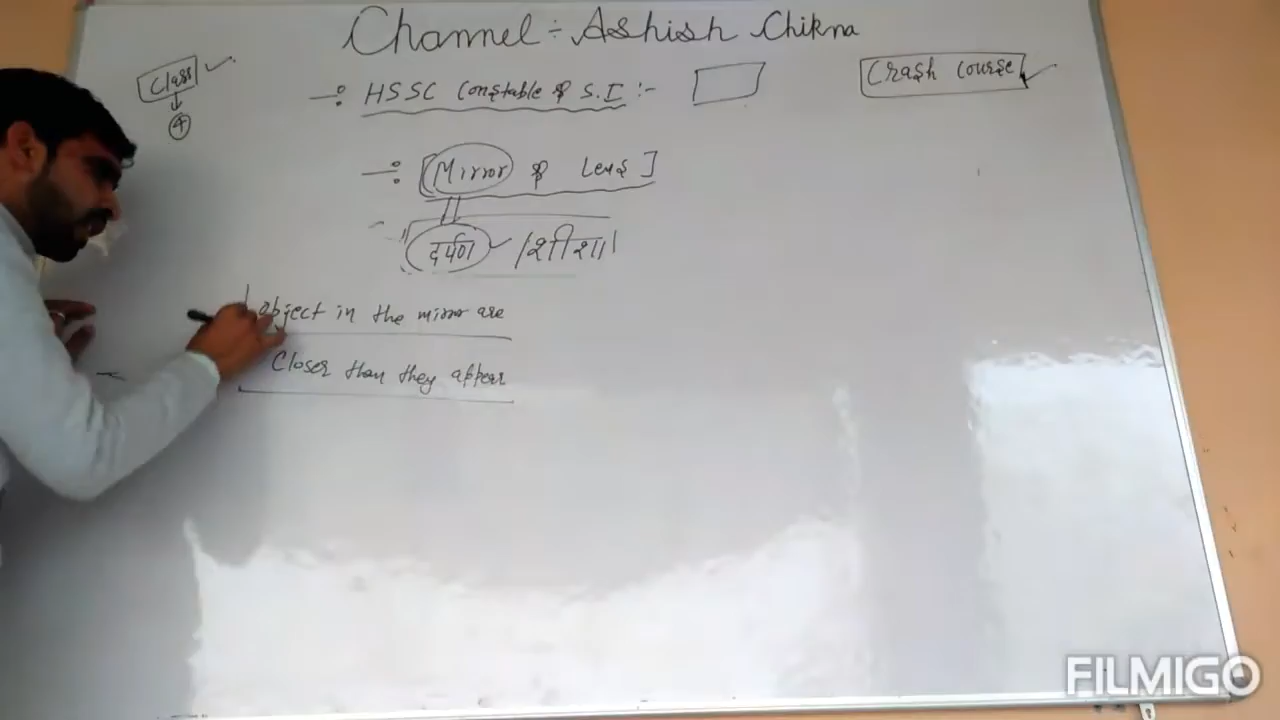 Channel ÷ Ashish Chikna
Class
4
HSSC Constable & S.I :-
Crash Course
[Mirror & Lens]
दर्पण / शीशा
object in the mirror are
Closer than they appear
FILMIGO